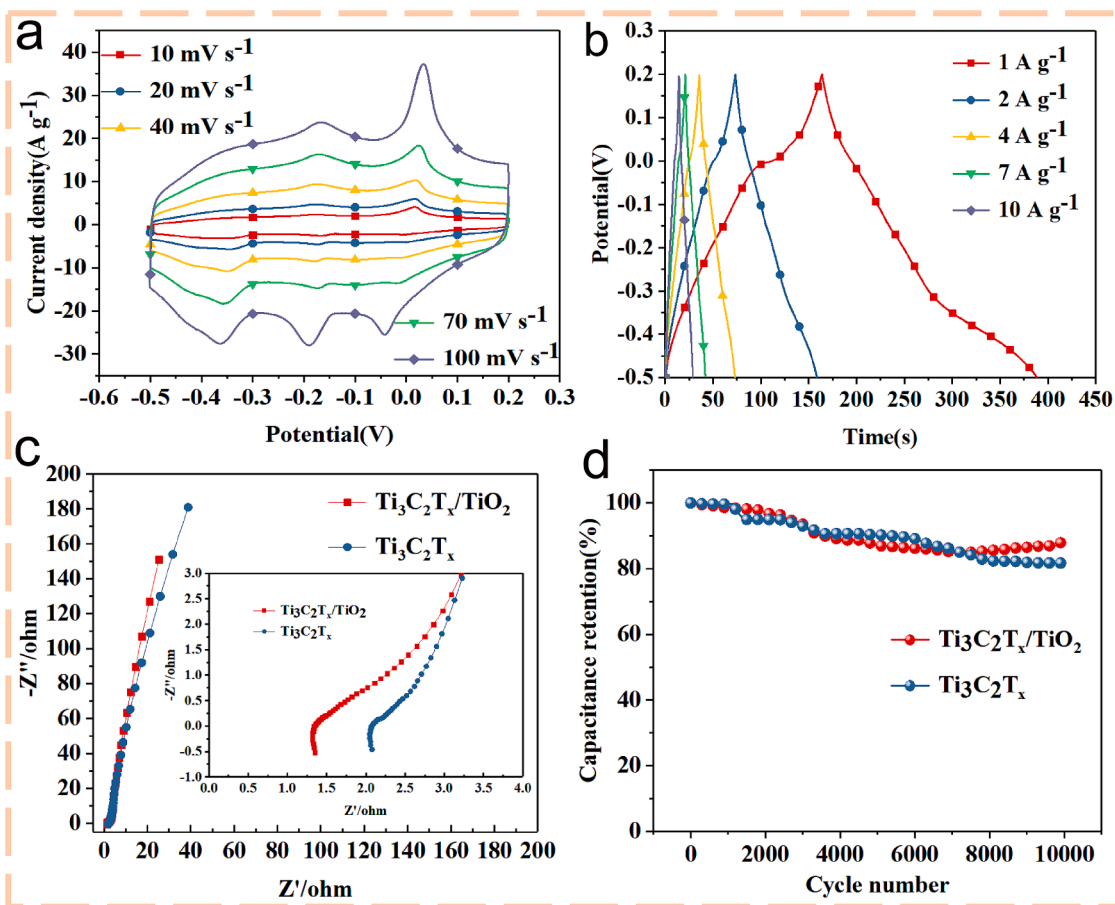 a
10 mV s⁻¹
20 mV s⁻¹
40 mV s⁻¹
70 mV s⁻¹
100 mV s⁻¹
40
30
20
10
0
-10
-20
-30
Current density(A g⁻¹)
-0.6 -0.5 -0.4 -0.3 -0.2 -0.1 0.0 0.1 0.2 0.3
Potential(V)
b
1 A g⁻¹
2 A g⁻¹
4 A g⁻¹
7 A g⁻¹
10 A g⁻¹
0.3
0.2
0.1
0.0
-0.1
-0.2
-0.3
-0.4
-0.5
Potential(V)
0 50 100 150 200 250 300 350 400 450
Time(s)
c
Ti₃C₂Tₓ/TiO₂
Ti₃C₂Tₓ
200
180
160
140
120
100
80
60
40
20
0
-Z''/ohm
0 20 40 60 80 100 120 140 160 180 200
Z'/ohm
Ti₃C₂Tₓ/TiO₂
Ti₃C₂Tₓ
3.0
2.0
1.0
0.0
-0.5
-1.0
-Z''/ohm
0.0 0.5 1.0 1.5 2.0 2.5 3.0 3.5 4.0
Z'/ohm
d
Ti₃C₂Tₓ/TiO₂
Ti₃C₂Tₓ
100
80
60
40
20
0
Capacitance retention(%)
0 2000 4000 6000 8000 10000
Cycle number